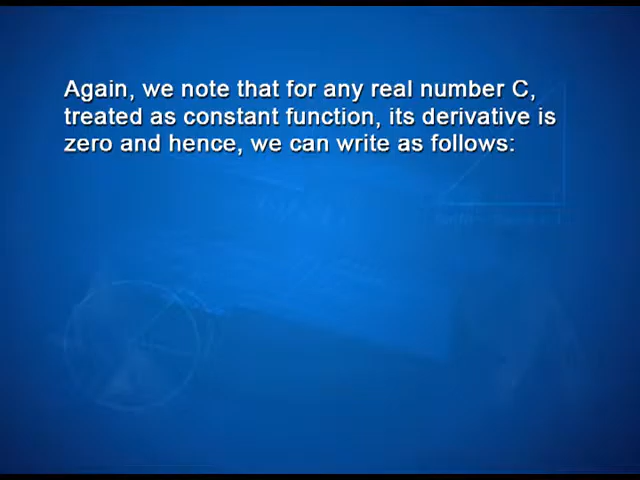 Again, we note that for any real number C,
treated as constant function, its derivative is
zero and hence, we can write as follows: